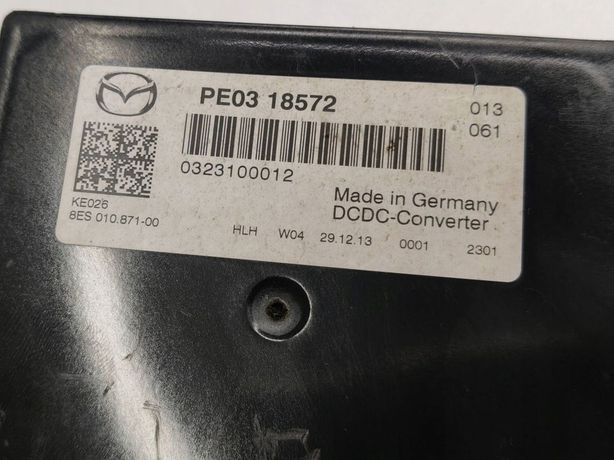 PE03 18572
013
061
0323100012
Made in Germany
DCDC-Converter
KE026
8ES 010.871-00
HLH W04 29.12.13 0001 2301